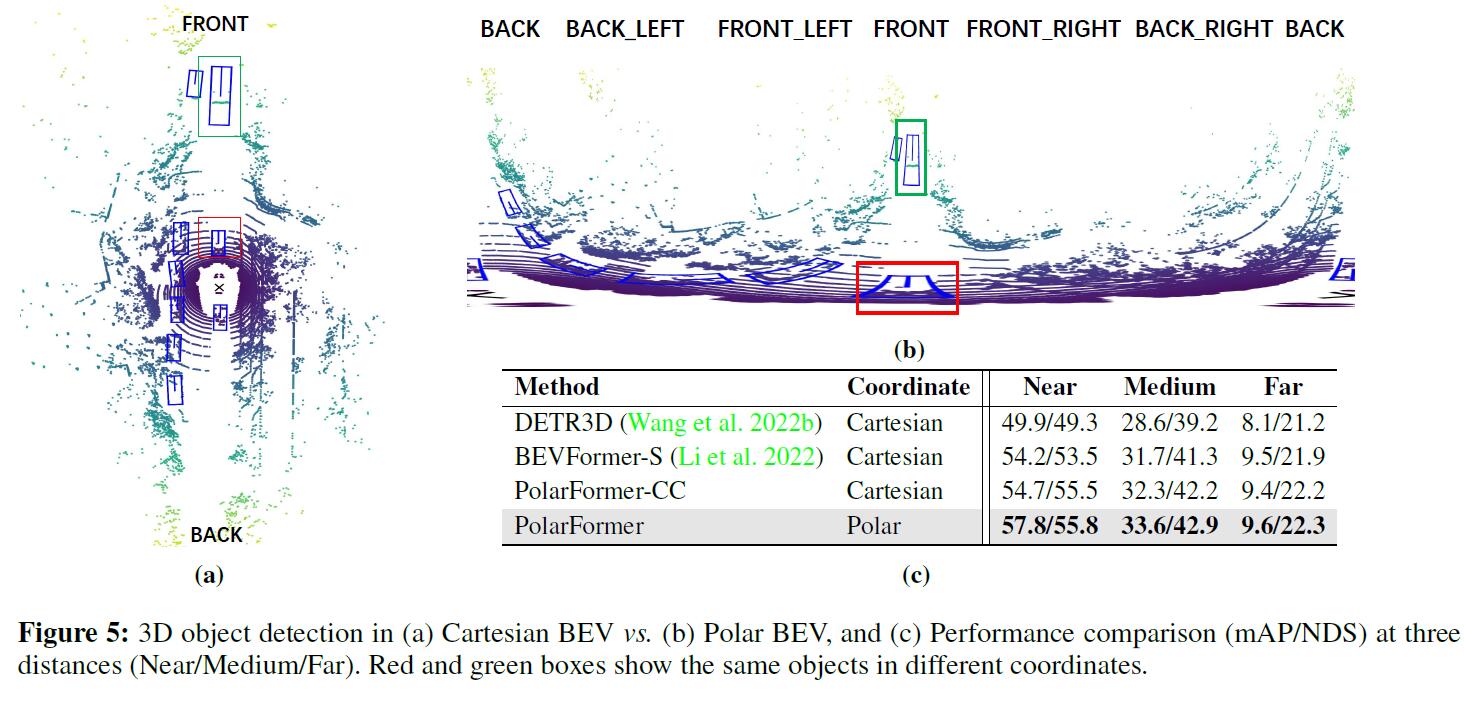 FRONT
BACK
(a)
BACK BACK_LEFT FRONT_LEFT FRONT FRONT_RIGHT BACK_RIGHT BACK
(b)
Method Coordinate Near Medium Far
DETR3D (Wang et al. 2022b) Cartesian 49.9/49.3 28.6/39.2 8.1/21.2
BEVFormer-S (Li et al. 2022) Cartesian 54.2/53.5 31.7/41.3 9.5/21.9
PolarFormer-CC Cartesian 54.7/55.5 32.3/42.2 9.4/22.2
PolarFormer Polar 57.8/55.8 33.6/42.9 9.6/22.3
(c)
Figure 5: 3D object detection in (a) Cartesian BEV vs. (b) Polar BEV, and (c) Performance comparison (mAP/NDS) at three
distances (Near/Medium/Far). Red and green boxes show the same objects in different coordinates.